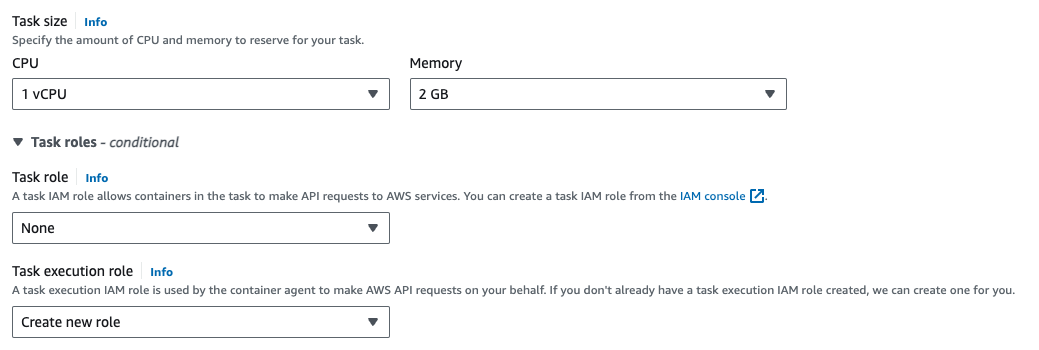 Task size Info
Specify the amount of CPU and memory to reserve for your task.
CPU Memory
1 vCPU 2 GB
Task roles - conditional
Task role Info
A task IAM role allows containers in the task to make API requests to AWS services. You can create a task IAM role from the IAM console.
None
Task execution role Info
A task execution IAM role is used by the container agent to make AWS API requests on your behalf. If you don't already have a task execution IAM role created, we can create one for you.
Create new role